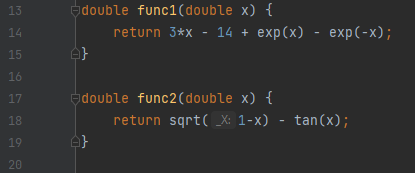 13 double func1(double x) {
14 return 3*x - 14 + exp(x) - exp(-x);
15 }
16
17 double func2(double x) {
18 return sqrt( _X: 1-x) - tan(x);
19 }
20